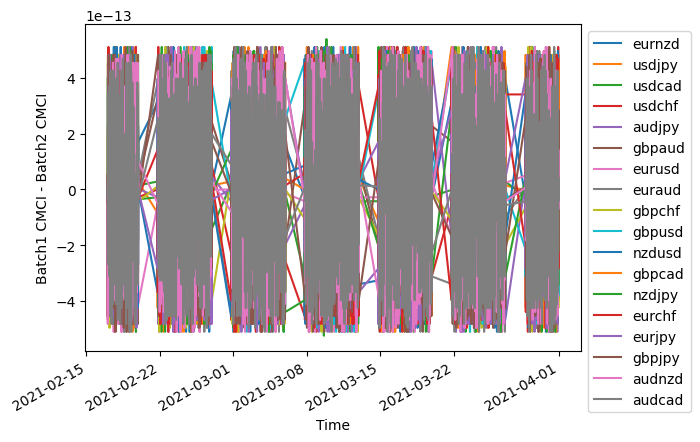 1e−13
Batch1 CMCI - Batch2 CMCI
4
2
0
−2
−4
2021-02-15
2021-02-22
2021-03-01
2021-03-08
2021-03-15
2021-03-22
2021-04-01
Time
eurnzd
usdjpy
usdcad
usdchf
audjpy
gbpaud
eurusd
euraud
gbpchf
gbpusd
nzdusd
gbpcad
nzdjpy
eurchf
eurjpy
gbpjpy
audnzd
audcad